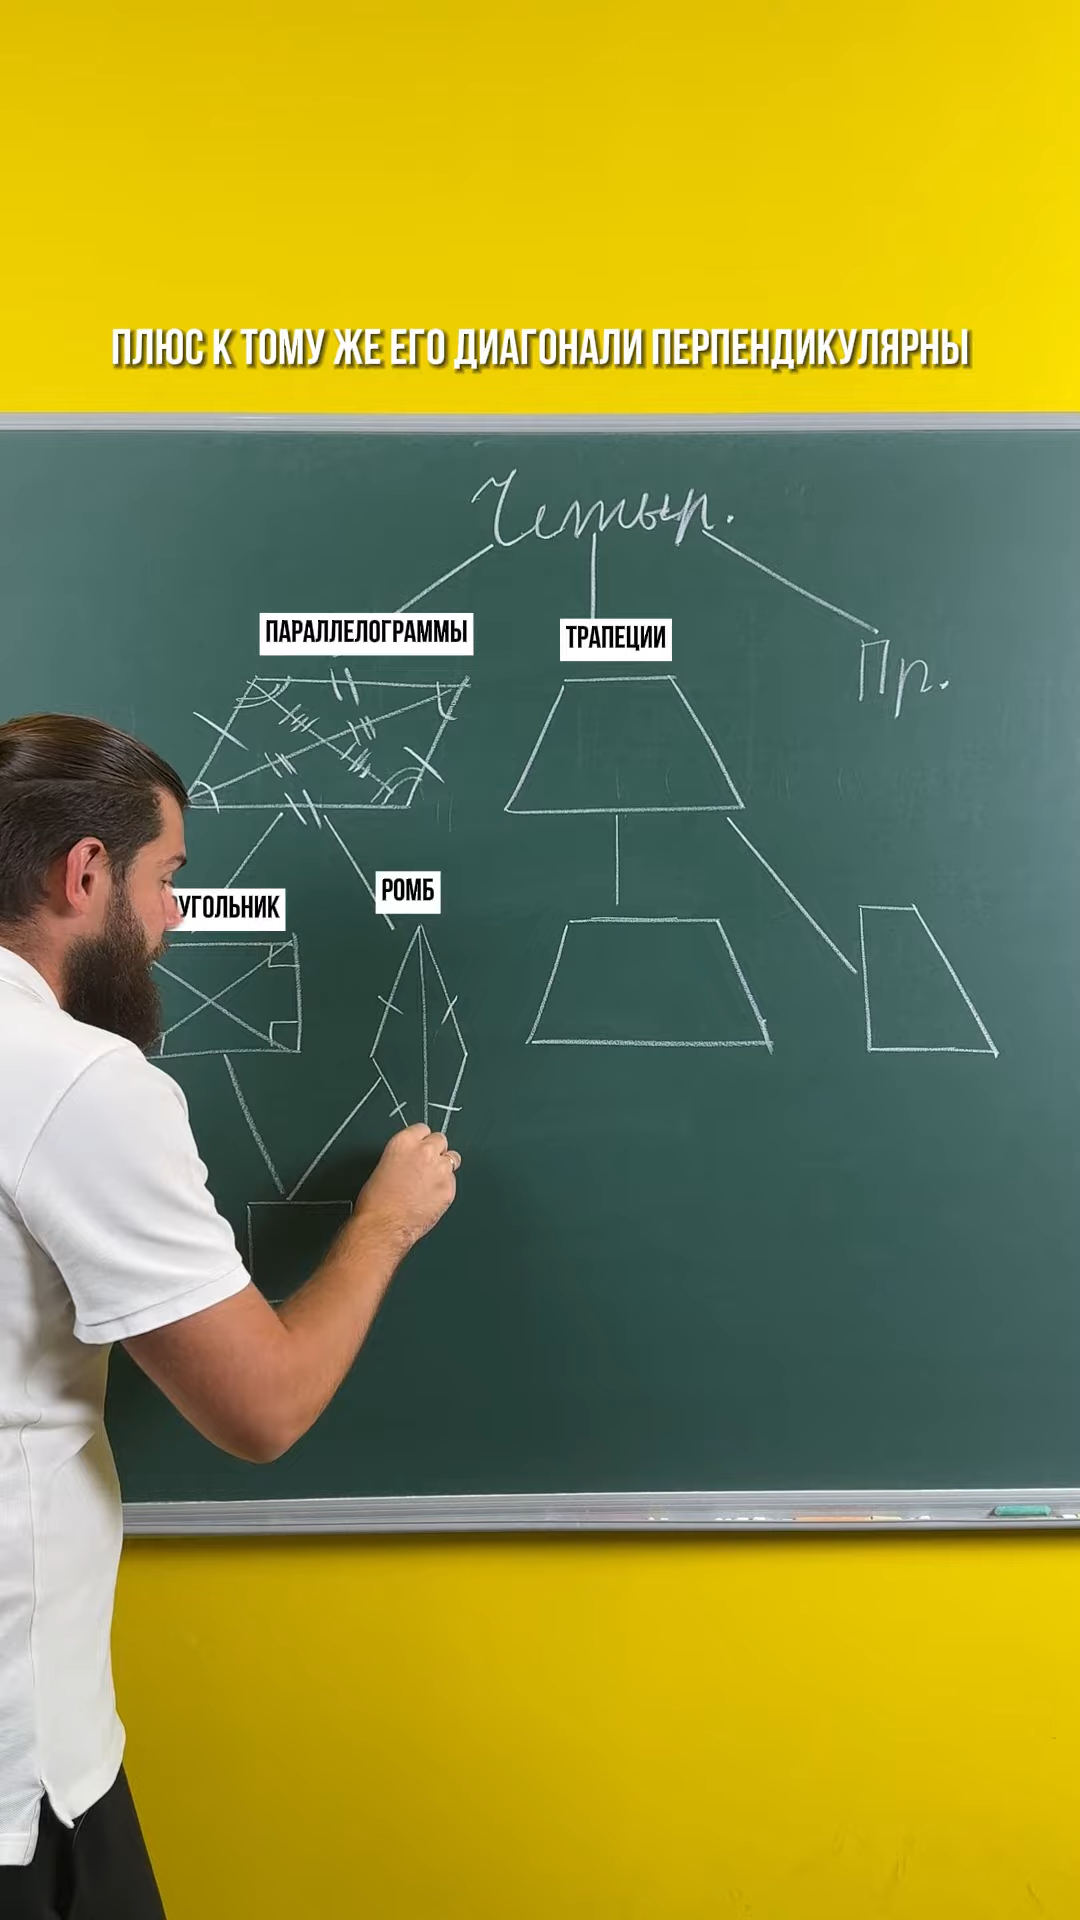 ПЛЮС К ТОМУ ЖЕ ЕГО ДИАГОНАЛИ ПЕРПЕНДИКУЛЯРНЫ
Четыр.
ПАРАЛЛЕЛОГРАММЫ
ТРАПЕЦИИ
Пр.
РОМБ
УГОЛЬНИК